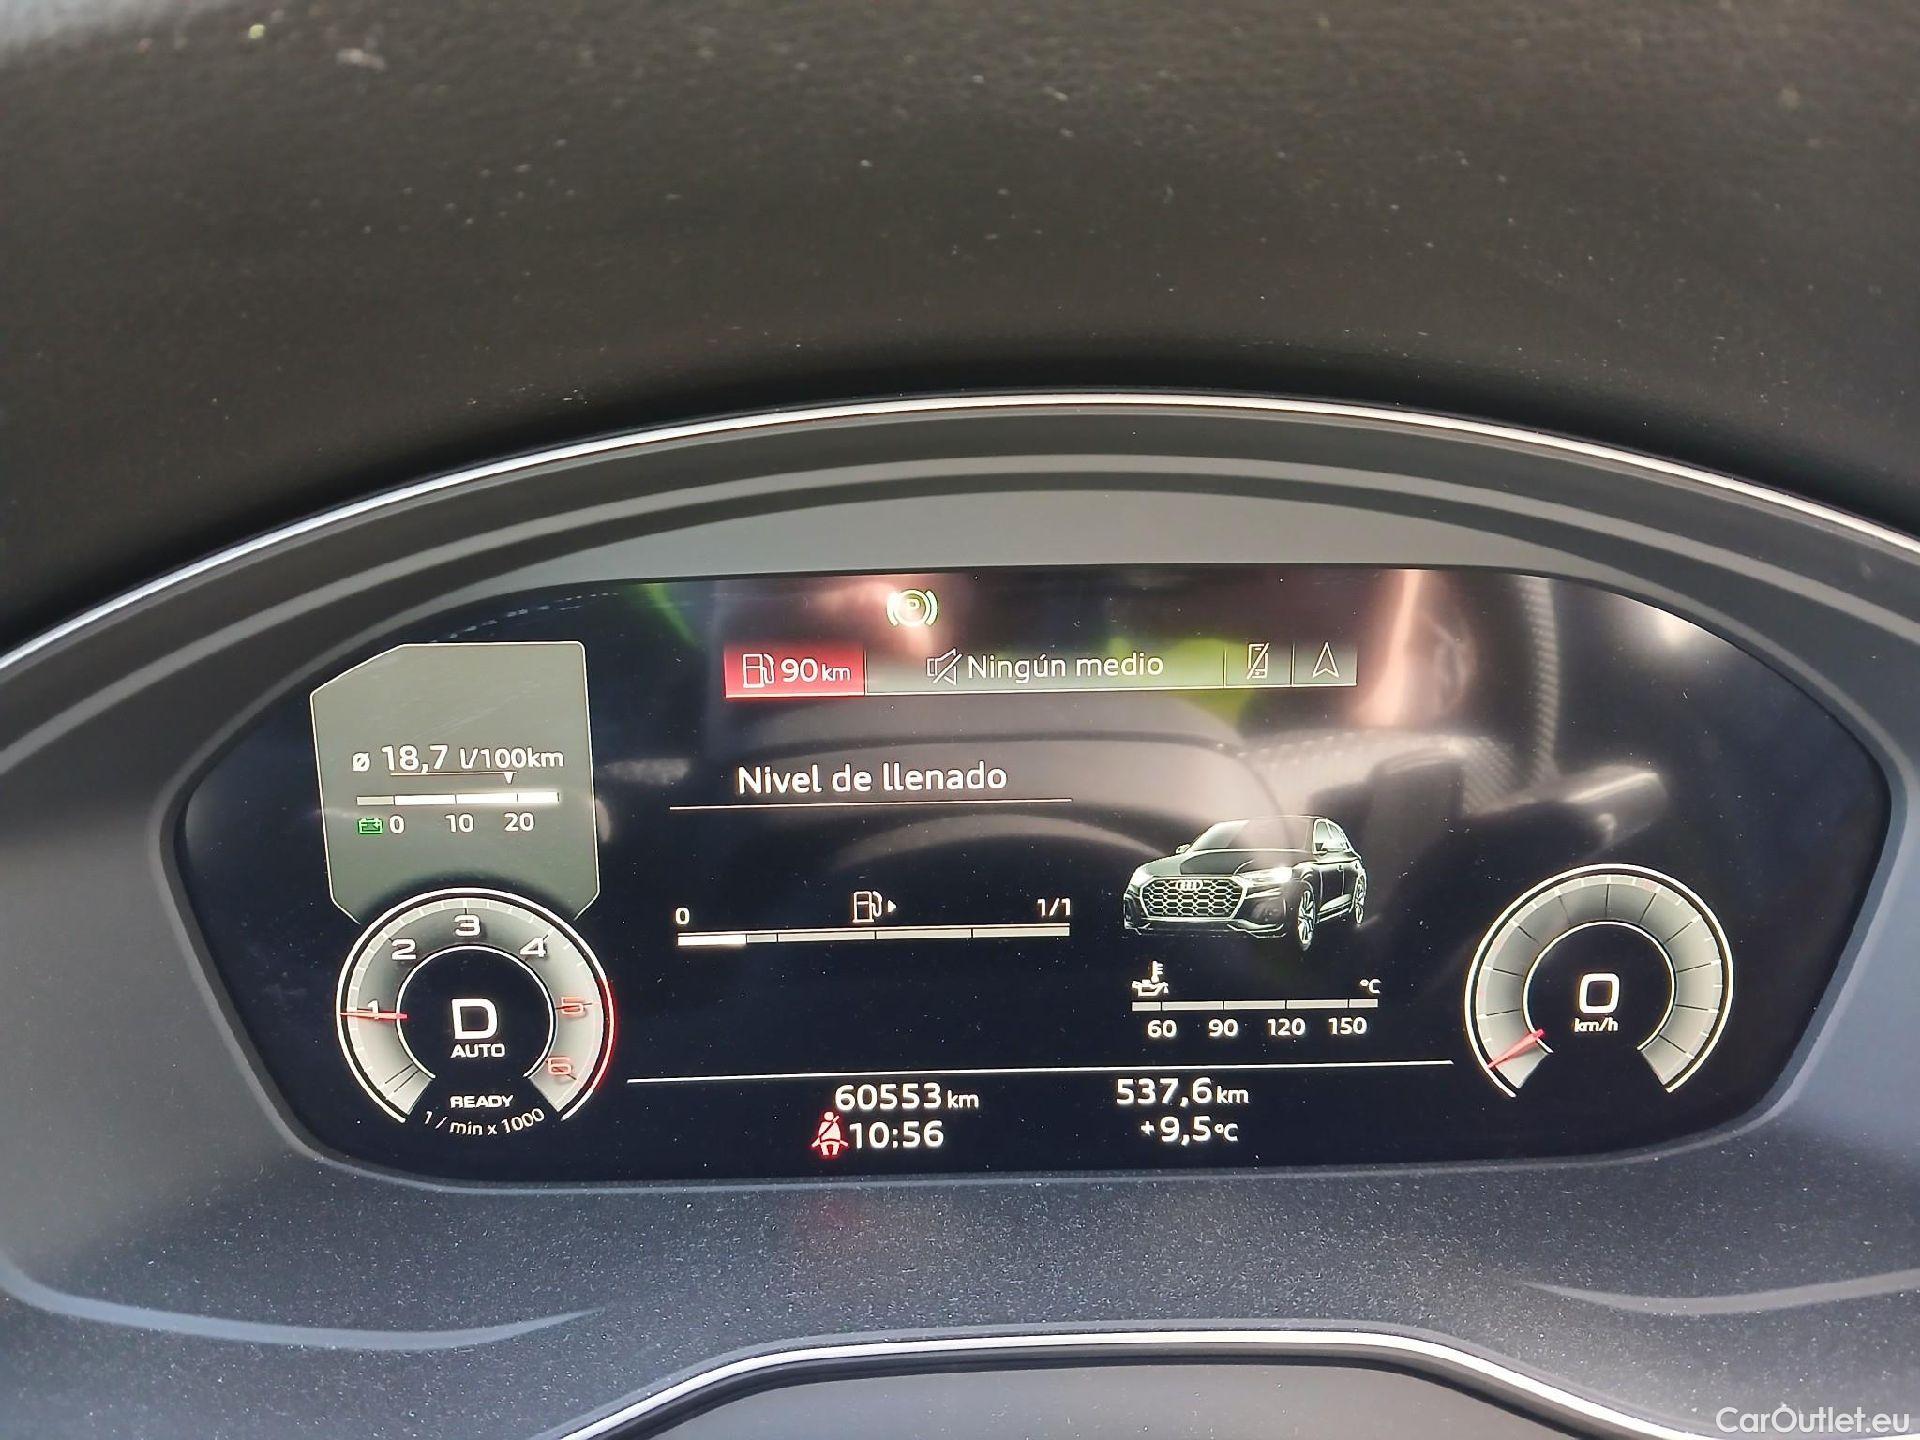 90 km
Ningún medio
ø 18,7 l/100km
0 10 20
Nivel de llenado
0 1/1
1 2 3 4 5 6
D
AUTO
READY
1 / min x 1000
°C
60 90 120 150
0
km/h
60553 km
537,6 km
10:56
+9,5 °C
CarOutlet.eu